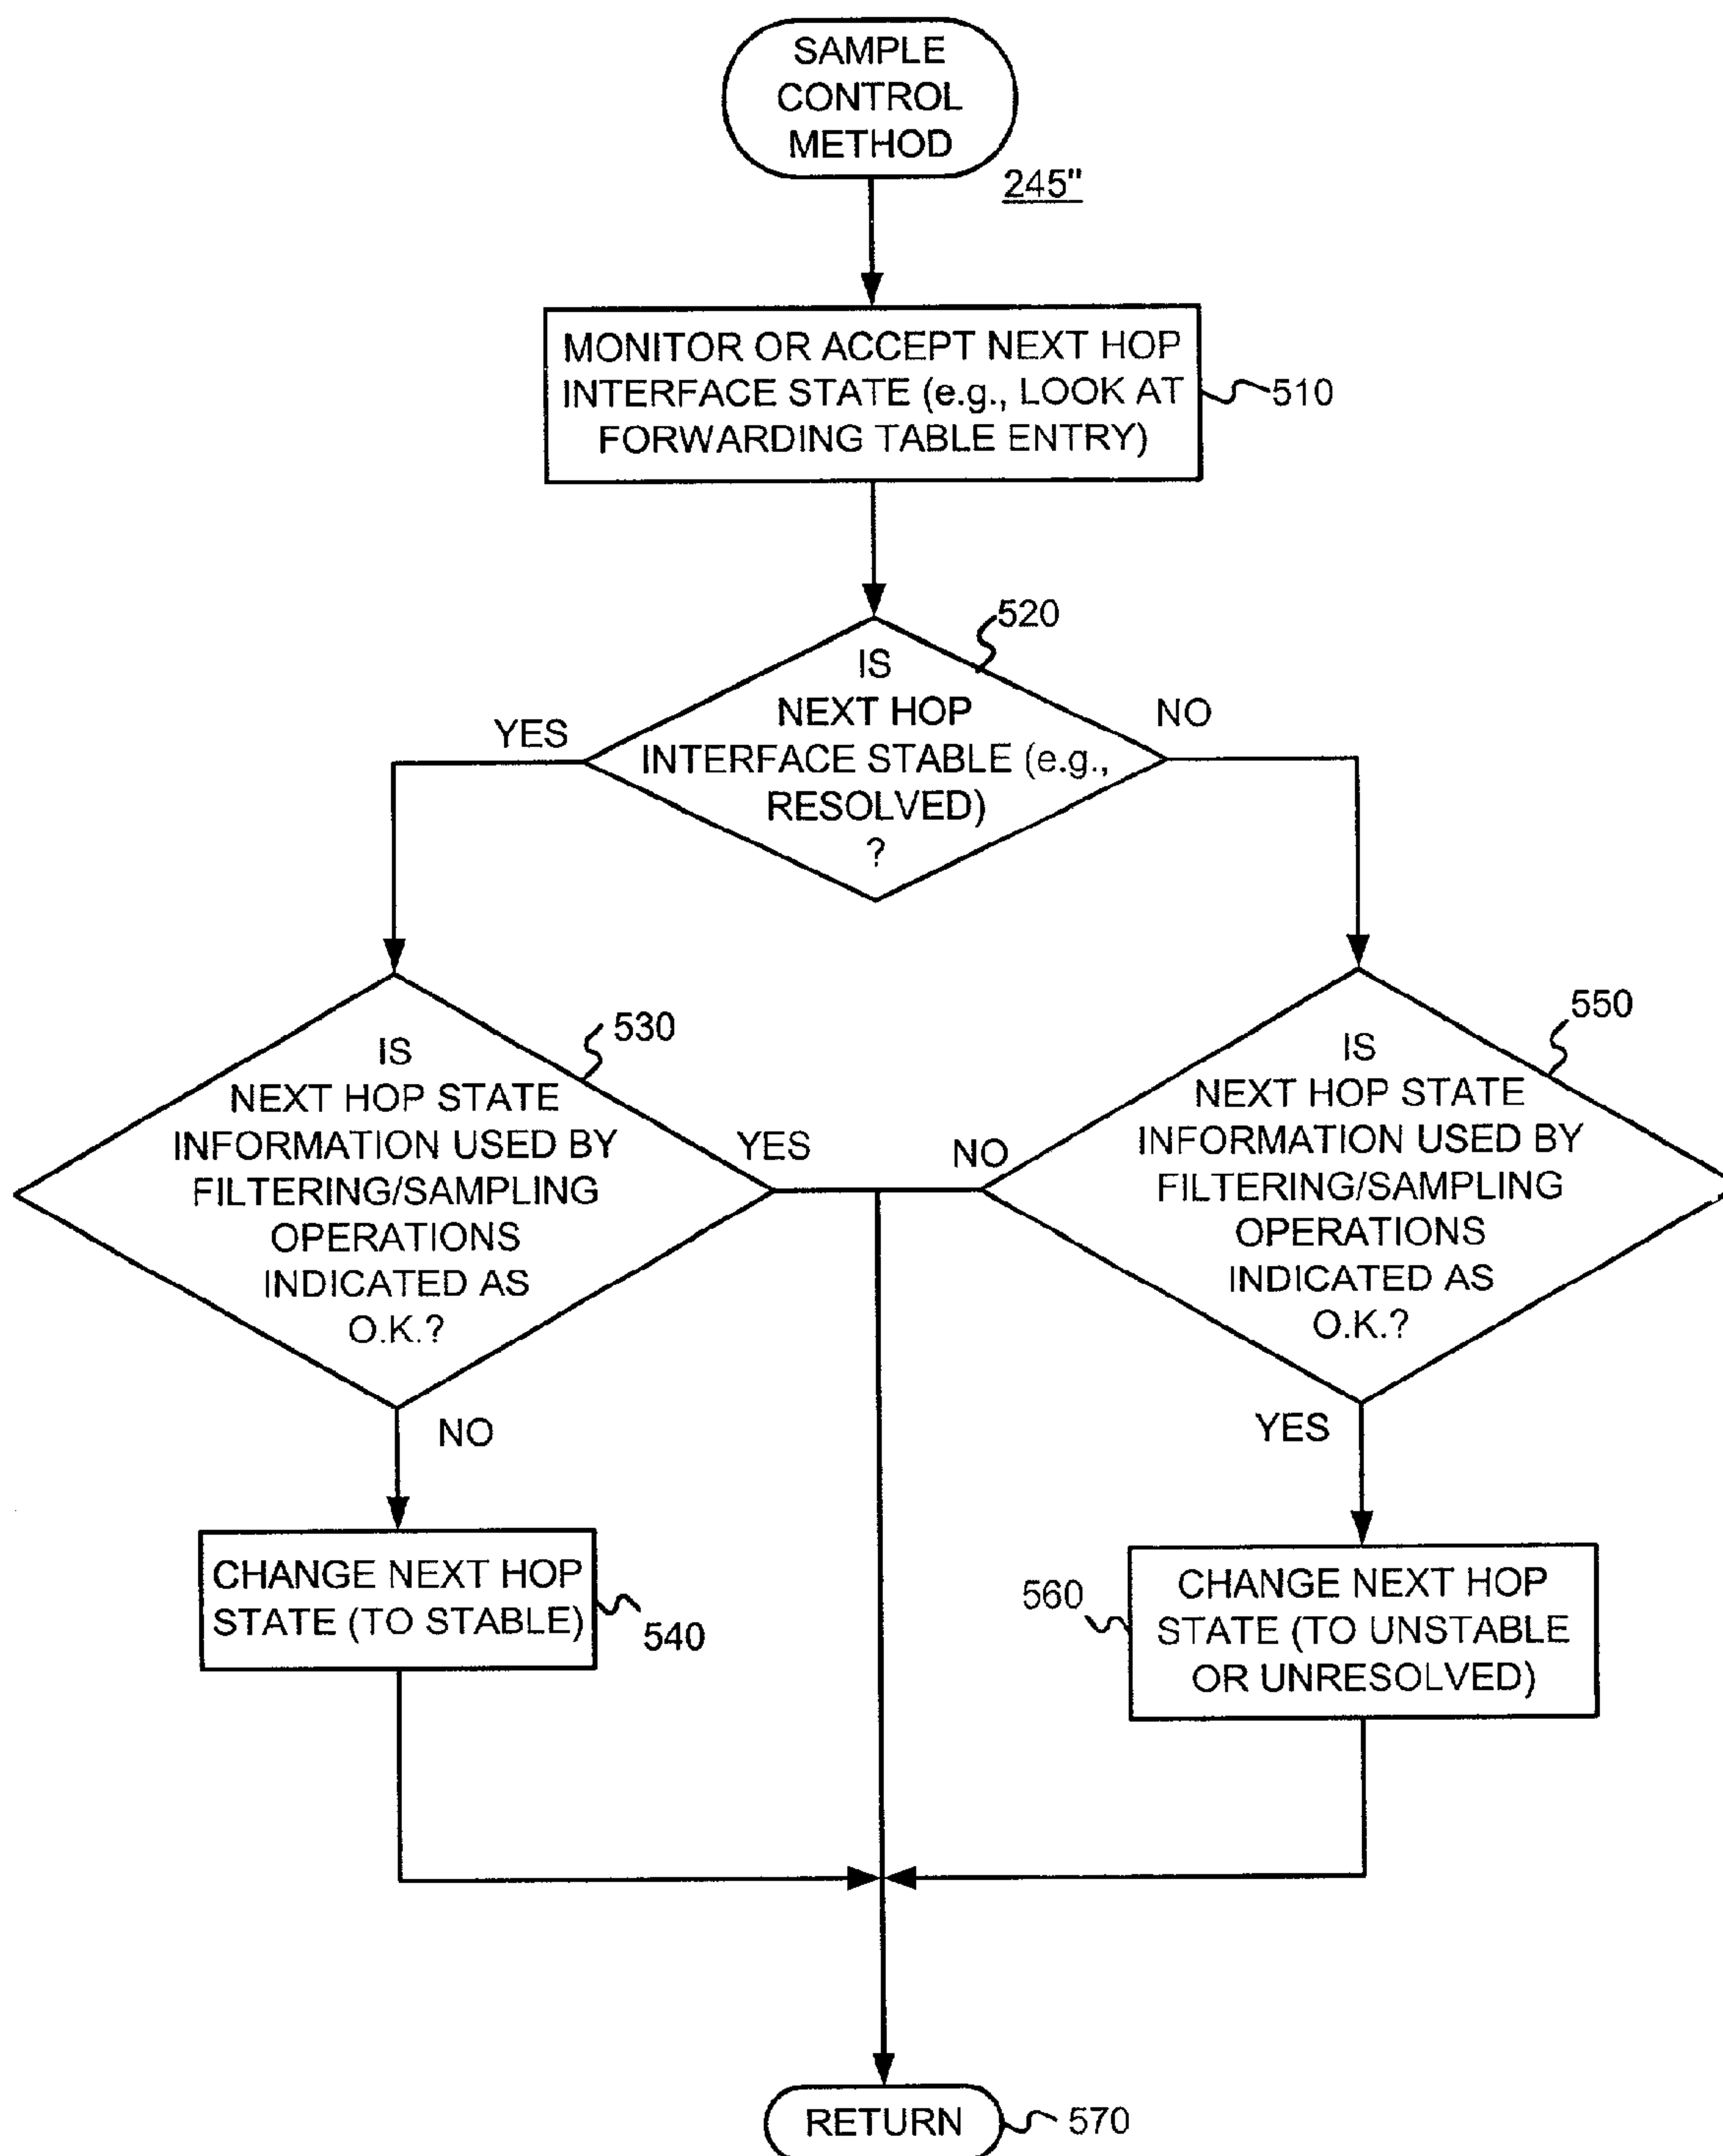 SAMPLE
CONTROL
METHOD
245"
MONITOR OR ACCEPT NEXT HOP
INTERFACE STATE (e.g., LOOK AT
FORWARDING TABLE ENTRY)
510
520
IS
NEXT HOP
INTERFACE STABLE (e.g.,
RESOLVED)
?
YES
NO
530
IS
NEXT HOP STATE
INFORMATION USED BY
FILTERING/SAMPLING
OPERATIONS
INDICATED AS
O.K.?
YES
NO
550
IS
NEXT HOP STATE
INFORMATION USED BY
FILTERING/SAMPLING
OPERATIONS
INDICATED AS
O.K.?
NO
YES
CHANGE NEXT HOP
STATE (TO STABLE)
540
560
CHANGE NEXT HOP
STATE (TO UNSTABLE
OR UNRESOLVED)
RETURN
570